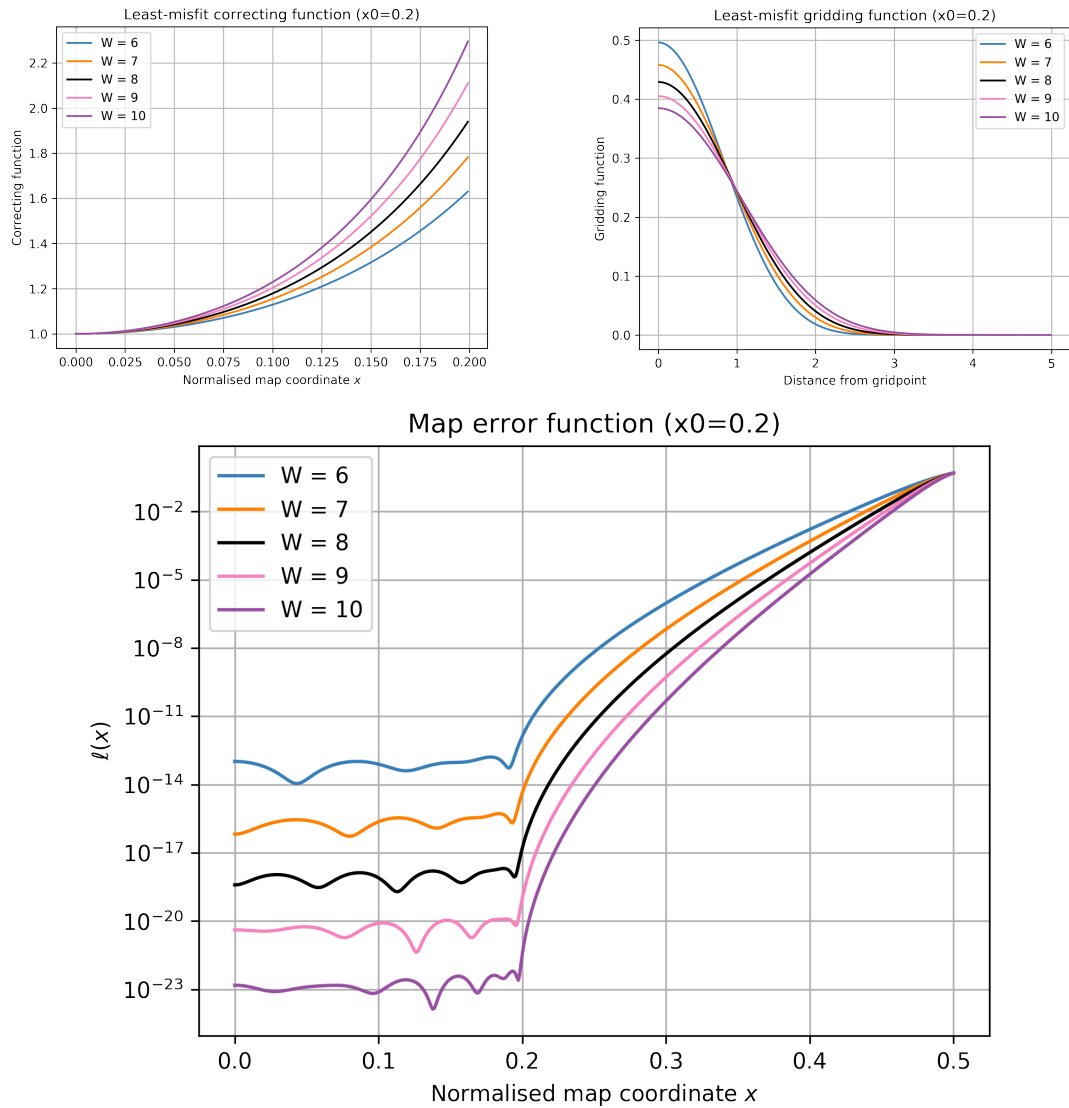 Least-misfit correcting function (x0=0.2)
W = 6
W = 7
W = 8
W = 9
W = 10
2.2
2.0
1.8
1.6
1.4
1.2
1.0
Correcting function
0.000 0.025 0.050 0.075 0.100 0.125 0.150 0.175 0.200
Normalised map coordinate x
Least-misfit gridding function (x0=0.2)
W = 6
W = 7
W = 8
W = 9
W = 10
0.5
0.4
0.3
0.2
0.1
0.0
Gridding function
0 1 2 3 4 5
Distance from gridpoint
Map error function (x0=0.2)
W = 6
W = 7
W = 8
W = 9
W = 10
10⁻²
10⁻⁵
10⁻⁸
10⁻¹¹
10⁻¹⁴
10⁻¹⁷
10⁻²⁰
10⁻²³
ℓ(x)
0.0 0.1 0.2 0.3 0.4 0.5
Normalised map coordinate x